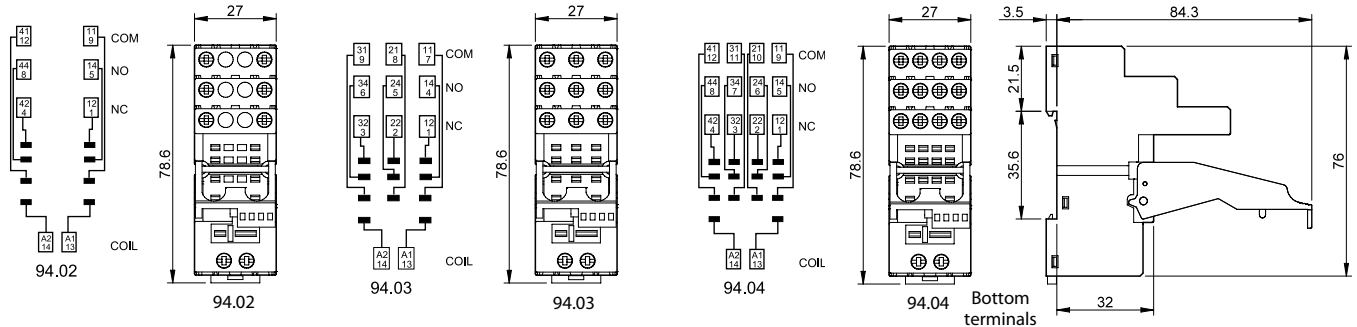 41 12
11 9
COM
44 8
14 5
NO
42 4
12 1
NC
A2 14
A1 13
COIL
94.02
27
78.6
94.02
31 9
21 8
11 7
COM
34 6
24 5
14 4
NO
32 3
22 2
12 1
NC
A2 14
A1 13
COIL
94.03
27
78.6
94.03
41 12
31 11
21 10
11 9
COM
44 8
34 7
24 6
14 5
NO
42 4
32 3
22 2
12 1
NC
A2 14
A1 13
COIL
94.04
27
78.6
94.04
3.5
84.3
21.5
35.6
76
32
Bottom
terminals